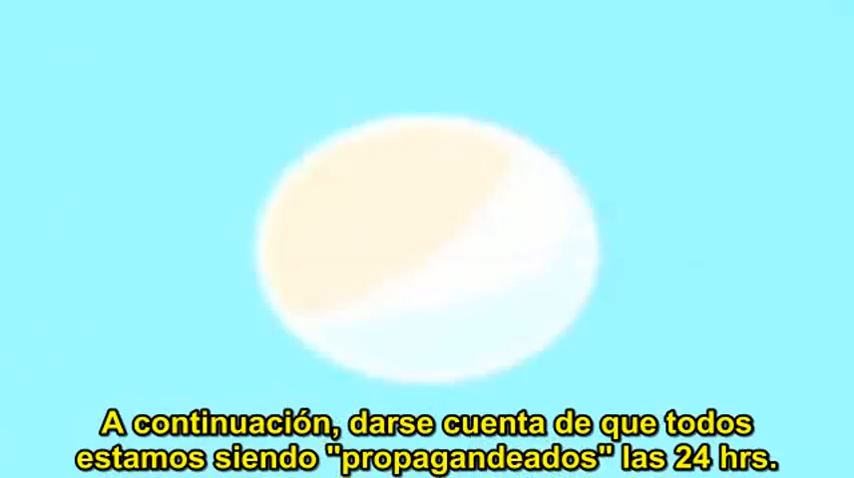 A continuación, darse cuenta de que todos
estamos siendo "propagandeados" las 24 hrs.